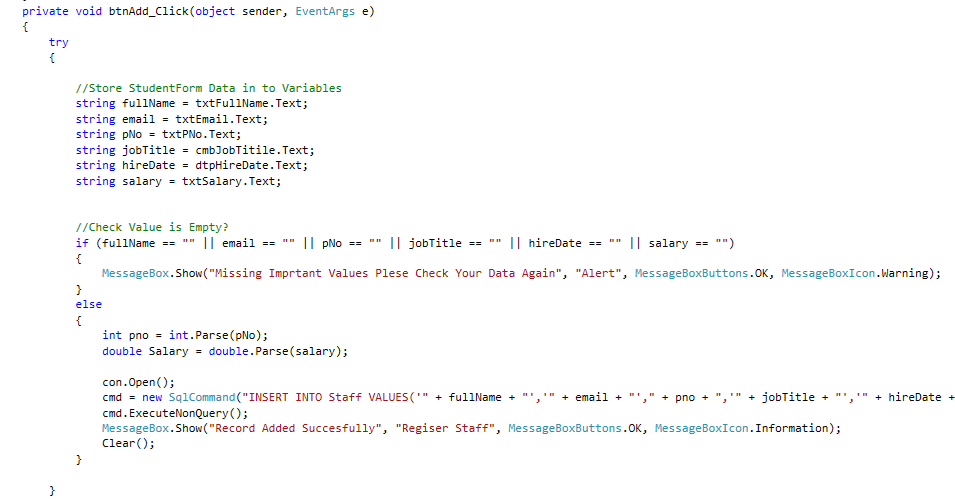 private void btnAdd_Click(object sender, EventArgs e)
{
try
{
//Store StudentForm Data in to Variables
string fullName = txtFullName.Text;
string email = txtEmail.Text;
string pNo = txtPNo.Text;
string jobTitle = cmbJobTitile.Text;
string hireDate = dtpHireDate.Text;
string salary = txtSalary.Text;
//Check Value is Empty?
if (fullName == "" || email == "" || pNo == "" || jobTitle == "" || hireDate == "" || salary == "")
{
MessageBox.Show("Missing Imprtant Values Plese Check Your Data Again", "Alert", MessageBoxButtons.OK, MessageBoxIcon.Warning);
}
else
{
int pno = int.Parse(pNo);
double Salary = double.Parse(salary);
con.Open();
cmd = new SqlCommand("INSERT INTO Staff VALUES('" + fullName + "','" + email + "'," + pno + ",'" + jobTitle + "','" + hireDate +
cmd.ExecuteNonQuery();
MessageBox.Show("Record Added Succesfully", "Regiser Staff", MessageBoxButtons.OK, MessageBoxIcon.Information);
Clear();
}
}